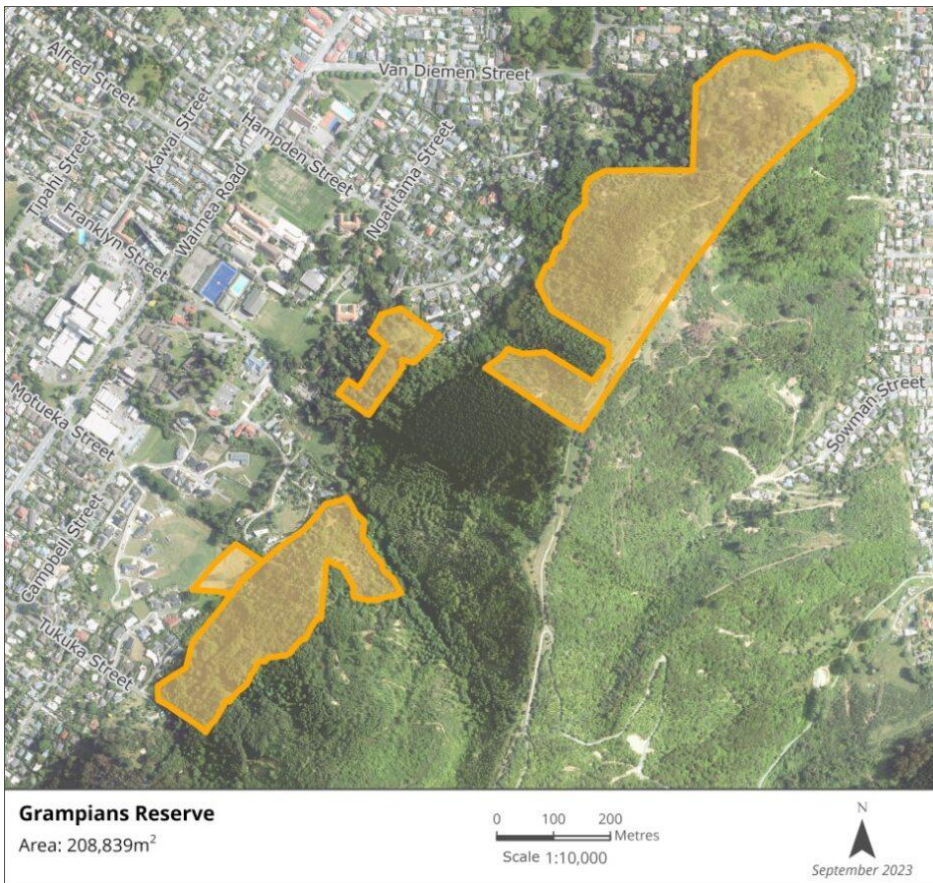 Van Diemen Street
Alfred Street
Kawai Street
Hampden Street
Tipahi Street
Ngatitama Street
Waimea Road
Franklyn Street
Motueka Street
Sowman Street
Campbell Street
Tukuka Street
Grampians Reserve
Area: 208,839m²
0 100 200
Metres
Scale 1:10,000
N
September 2023